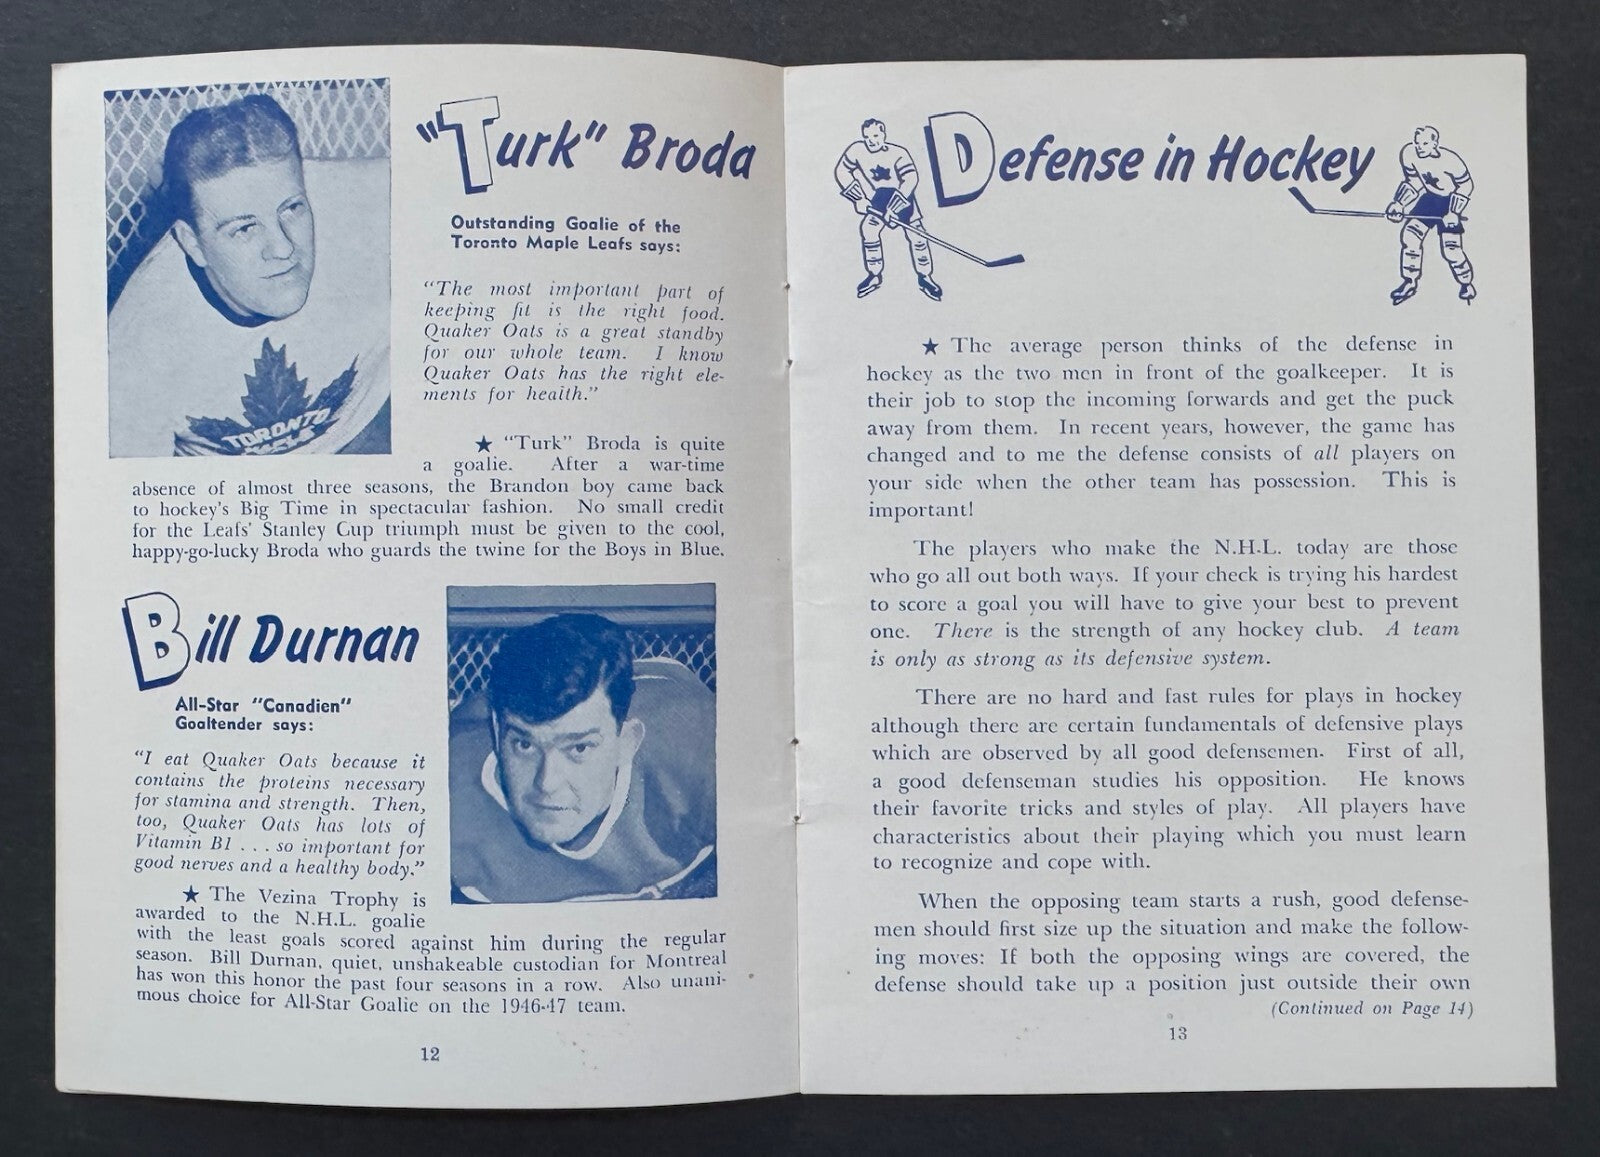 "Turk" Broda
Outstanding Goalie of the
Toronto Maple Leafs says:
"The most important part of
keeping fit is the right food.
Quaker Oats is a great standby
for our whole team. I know
Quaker Oats has the right ele-
ments for health."
TORONTO
★ "Turk" Broda is quite
a goalie. After a war-time
absence of almost three seasons, the Brandon boy came back
to hockey's Big Time in spectacular fashion. No small credit
for the Leafs' Stanley Cup triumph must be given to the cool,
happy-go-lucky Broda who guards the twine for the Boys in Blue.
Bill Durnan
All-Star "Canadien"
Goaltender says:
"I eat Quaker Oats because it
contains the proteins necessary
for stamina and strength. Then,
too, Quaker Oats has lots of
Vitamin B1 . . . so important for
good nerves and a healthy body."
★ The Vezina Trophy is
awarded to the N.H.L. goalie
with the least goals scored against him during the regular
season. Bill Durnan, quiet, unshakeable custodian for Montreal
has won this honor the past four seasons in a row. Also unani-
mous choice for All-Star Goalie on the 1946-47 team.
12
Defense in Hockey
★ The average person thinks of the defense in
hockey as the two men in front of the goalkeeper. It is
their job to stop the incoming forwards and get the puck
away from them. In recent years, however, the game has
changed and to me the defense consists of all players on
your side when the other team has possession. This is
important!
The players who make the N.H.L. today are those
who go all out both ways. If your check is trying his hardest
to score a goal you will have to give your best to prevent
one. There is the strength of any hockey club. A team
is only as strong as its defensive system.
There are no hard and fast rules for plays in hockey
although there are certain fundamentals of defensive plays
which are observed by all good defensemen. First of all,
a good defenseman studies his opposition. He knows
their favorite tricks and styles of play. All players have
characteristics about their playing which you must learn
to recognize and cope with.
When the opposing team starts a rush, good defense-
men should first size up the situation and make the follow-
ing moves: If both the opposing wings are covered, the
defense should take up a position just outside their own
(Continued on Page 14)
13